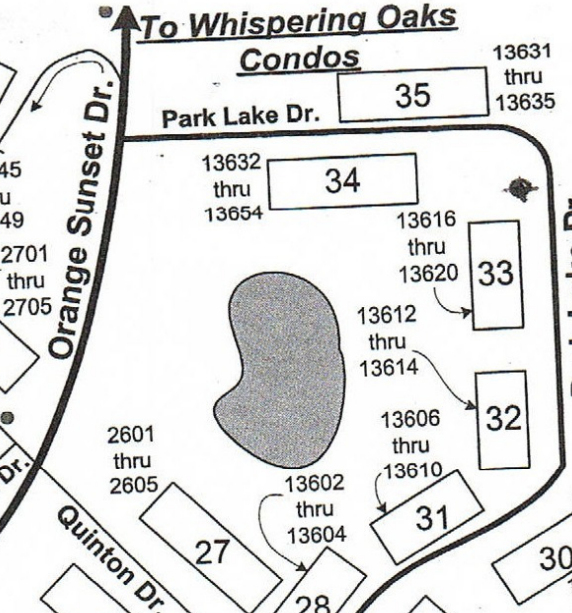 To Whispering Oaks
Condos
13631
thru
13635
35
Park Lake Dr.
Orange Sunset Dr.
13632
thru
13654
34
45
49
2701
thru
2705
13616
thru
13620
33
13612
thru
13614
32
13606
thru
13610
31
2601
thru
2605
27
13602
thru
13604
28
30
Dr.
Quinton Dr.